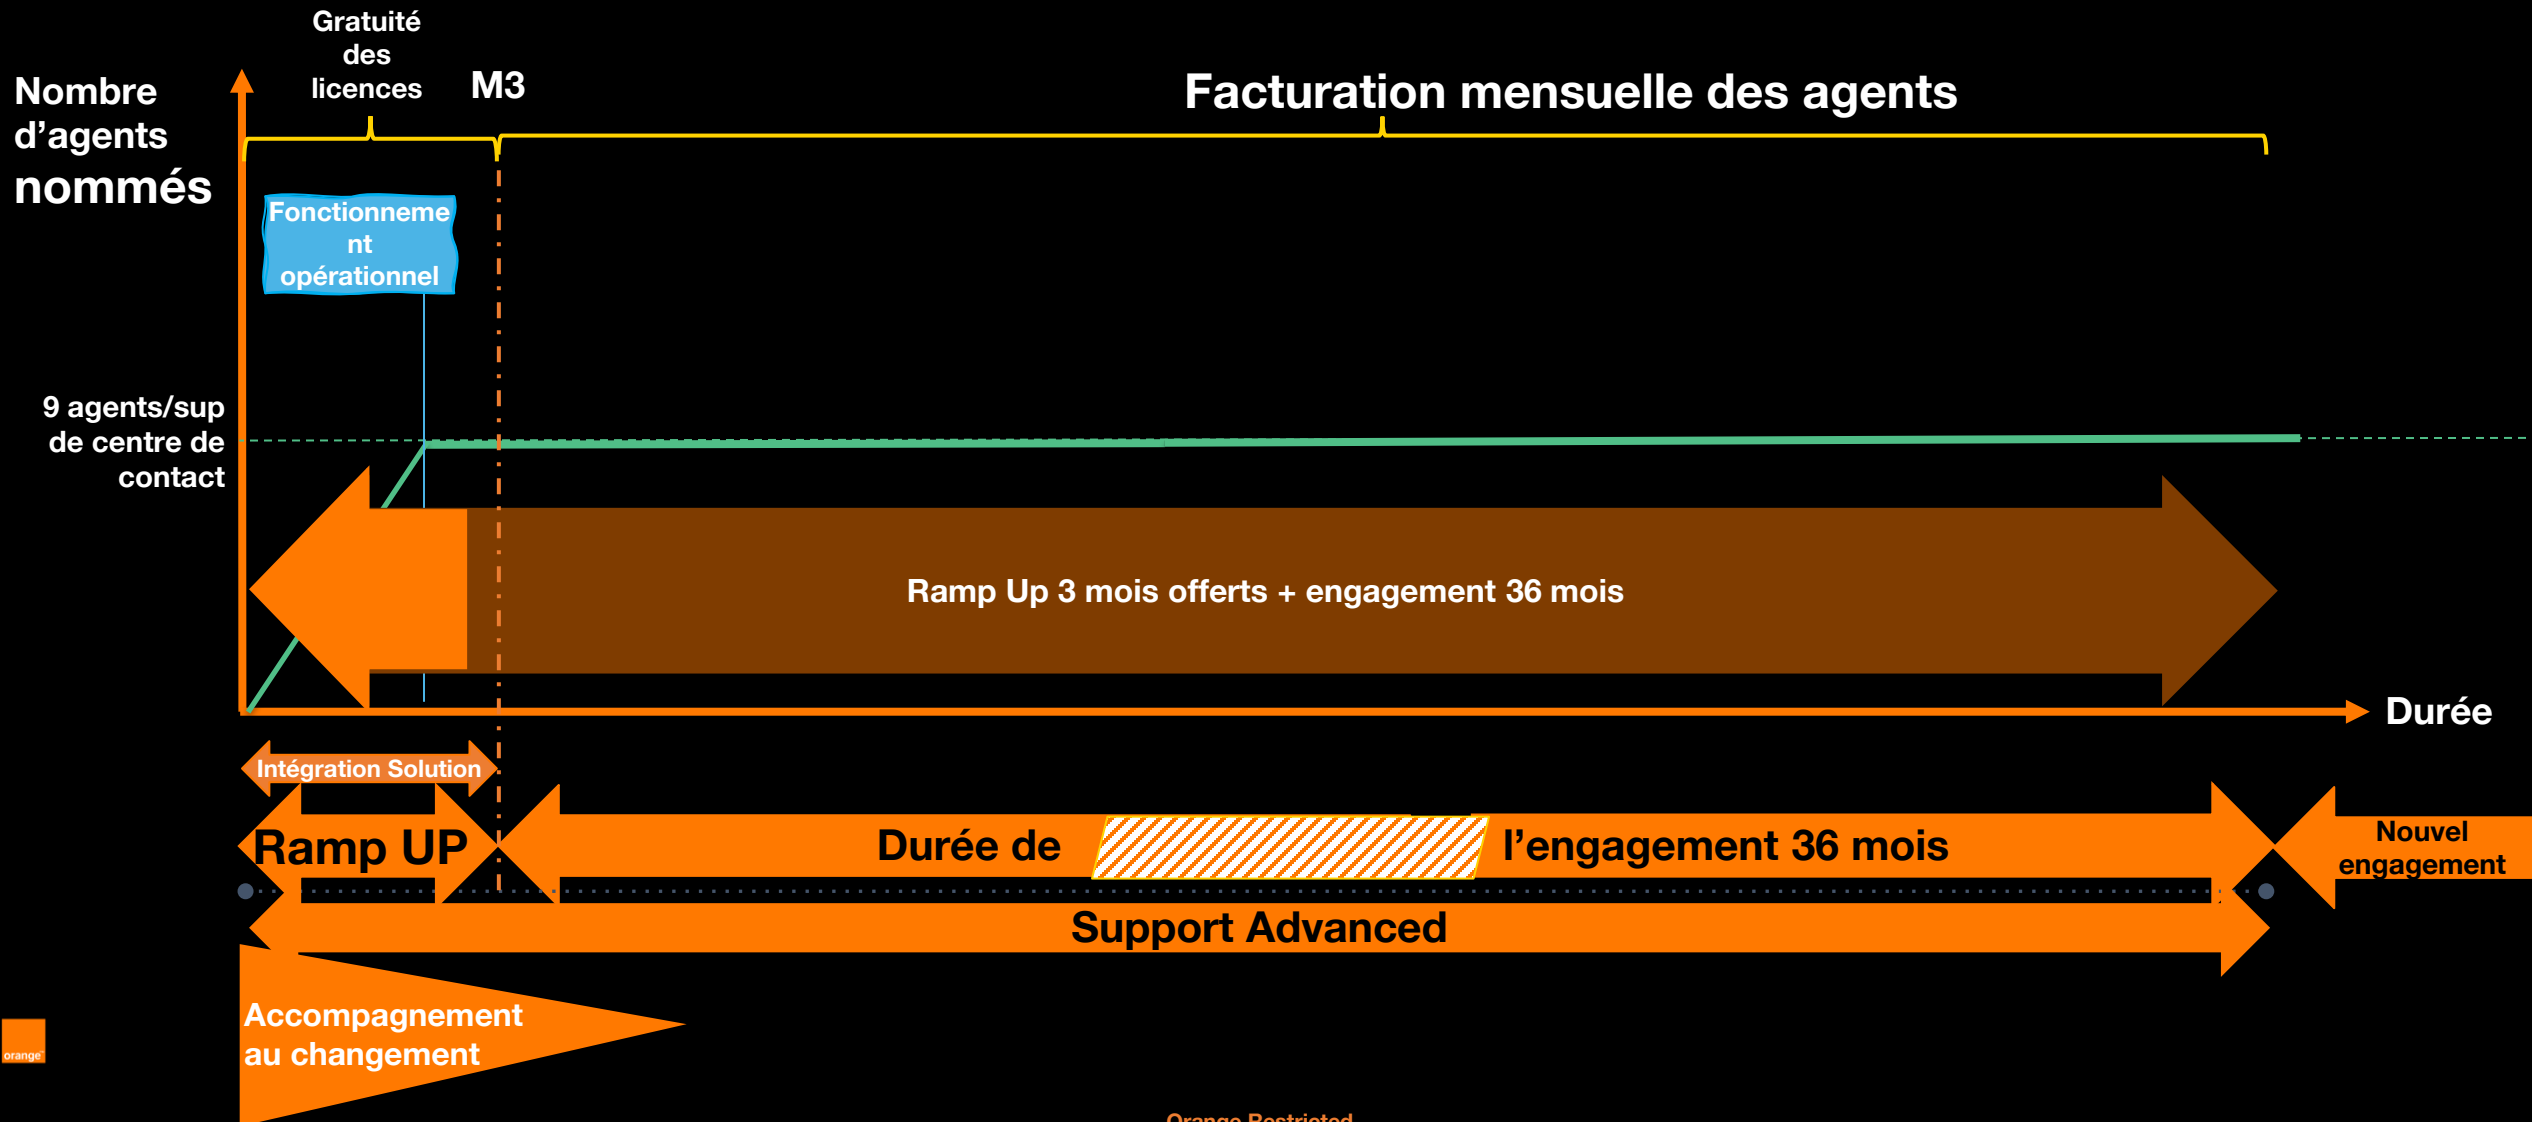 Gratuité
des
licences
M3
Facturation mensuelle des agents
Nombre
d’agents
nommés
Fonctionneme
nt
opérationnel
9 agents/sup
de centre de
contact
Ramp Up 3 mois offerts + engagement 36 mois
Durée
Intégration Solution
Ramp UP
Durée de
l’engagement 36 mois
Nouvel
engagement
Support Advanced
Accompagnement
au changement
orange™
Orange Restricted